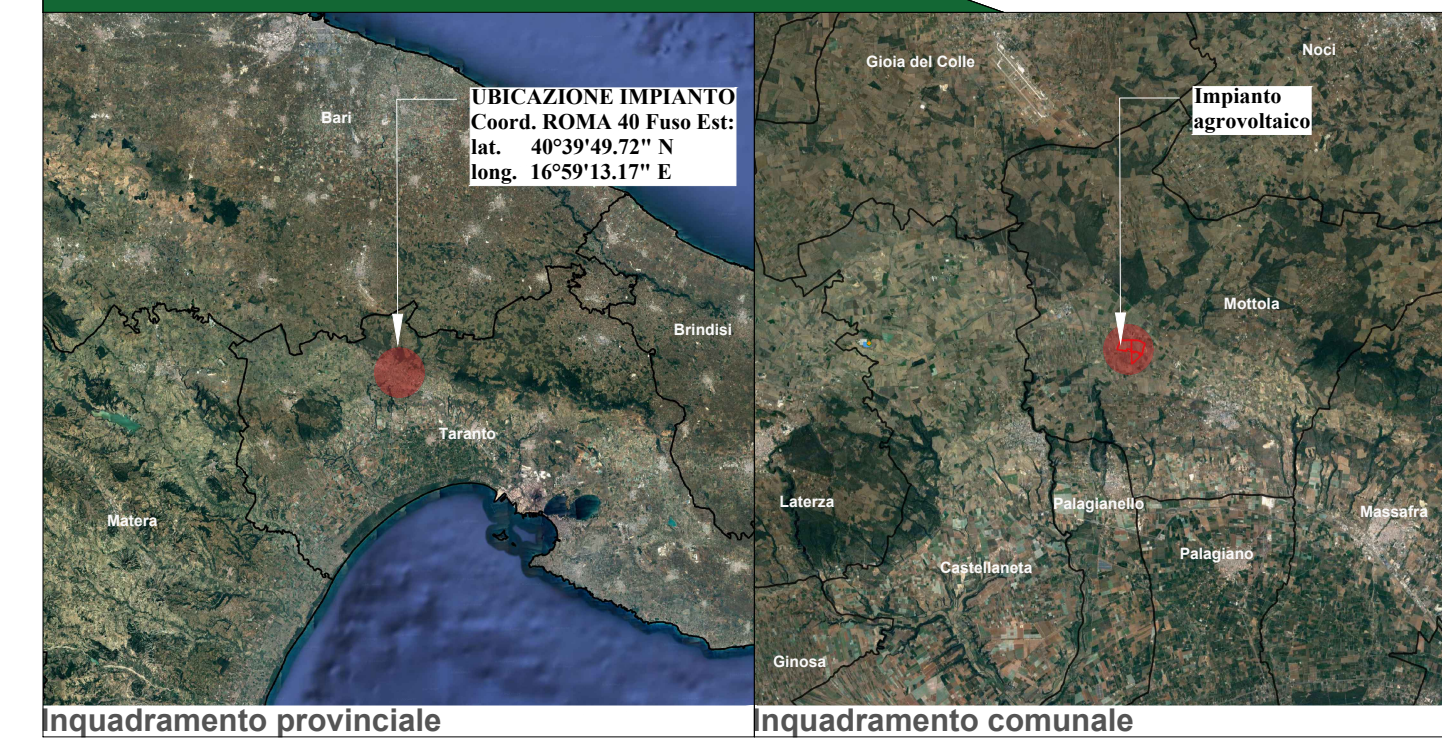 Bari
UBICAZIONE IMPIANTO
Coord. ROMA 40 Fuso Est:
lat. 40°39'49.72" N
long. 16°59'13.17" E
Brindisi
Taranto
Matera
Inquadramento provinciale
Gioia del Colle
Noci
Impianto
agrovoltaico
Mottola
Laterza
Palagianello
Massafra
Palagiano
Castellaneta
Ginosa
Inquadramento comunale